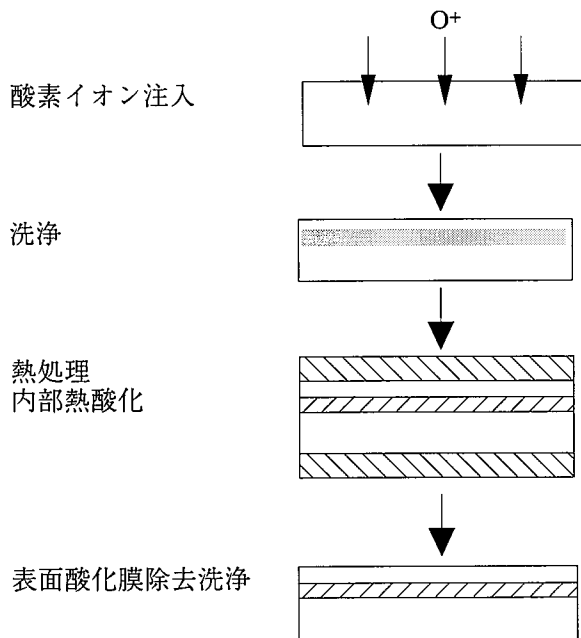 O+
酸素イオン注入
洗浄
熱処理
内部熱酸化
表面酸化膜除去洗浄